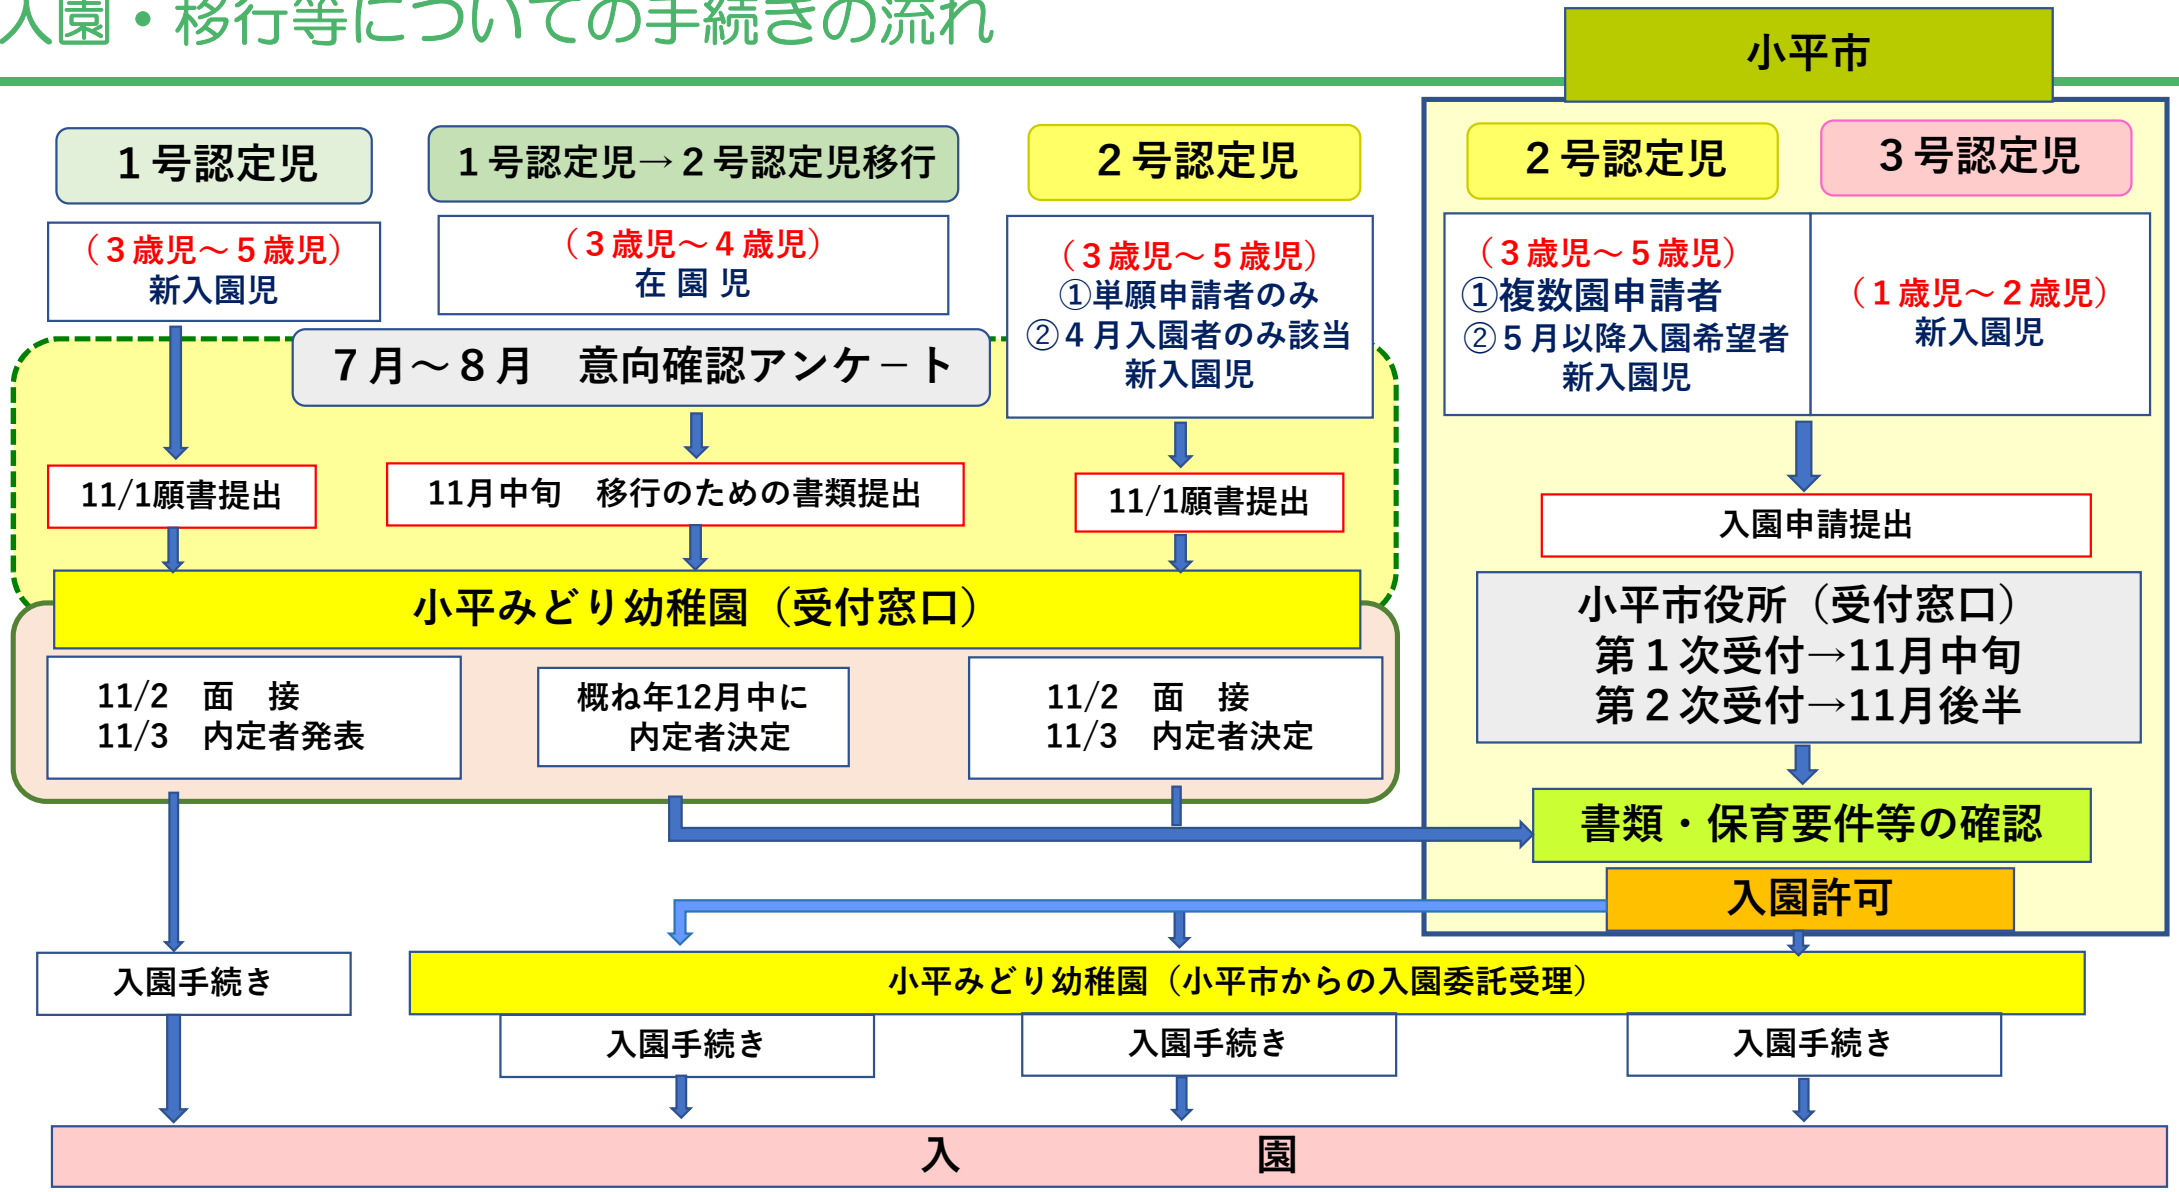 入園・移行等についての手続きの流れ
小平市
１号認定児
１号認定児→２号認定児移行
２号認定児
２号認定児
３号認定児
（３歳児～５歳児）
新入園児
（３歳児～４歳児）
在 園 児
（３歳児～５歳児）
①単願申請者のみ
②４月入園者のみ該当
新入園児
（３歳児～５歳児）
①複数園申請者
②５月以降入園希望者
新入園児
（１歳児～２歳児）
新入園児
７月～８月　意向確認アンケ－ト
11/1願書提出
11月中旬　移行のための書類提出
11/1願書提出
入園申請提出
小平みどり幼稚園（受付窓口）
小平市役所（受付窓口）
第１次受付→11月中旬
第２次受付→11月後半
11/2　面　接
11/3　内定者発表
概ね年12月中に
内定者決定
11/2　面　接
11/3　内定者決定
書類・保育要件等の確認
入園許可
入園手続き
小平みどり幼稚園（小平市からの入園委託受理）
入園手続き
入園手続き
入園手続き
入　　　　　　　園